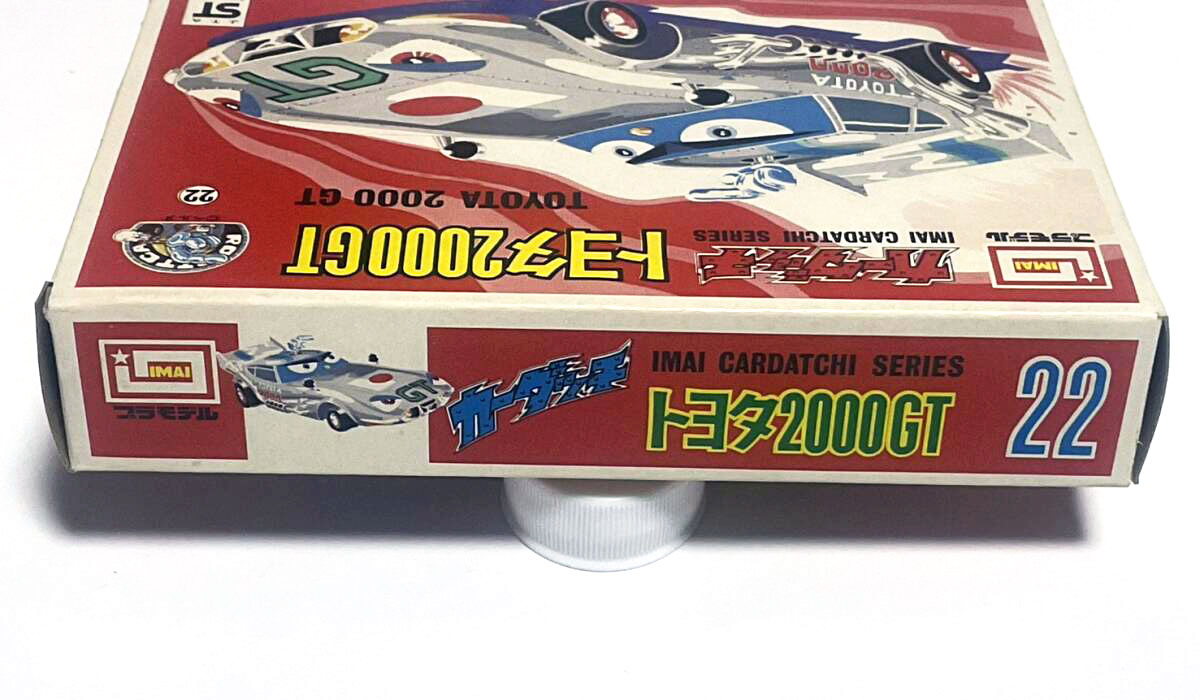 JTA
ST
GT
TOYOTA
2000
TOYOTA 2000 GT
22
トヨタ2000GT
カーダッチ
IMAI CARDATCHI SERIES
IMAI
プラモデル
IMAI
プラモデル
GT
カーダッチ
IMAI CARDATCHI SERIES
トヨタ2000GT
22